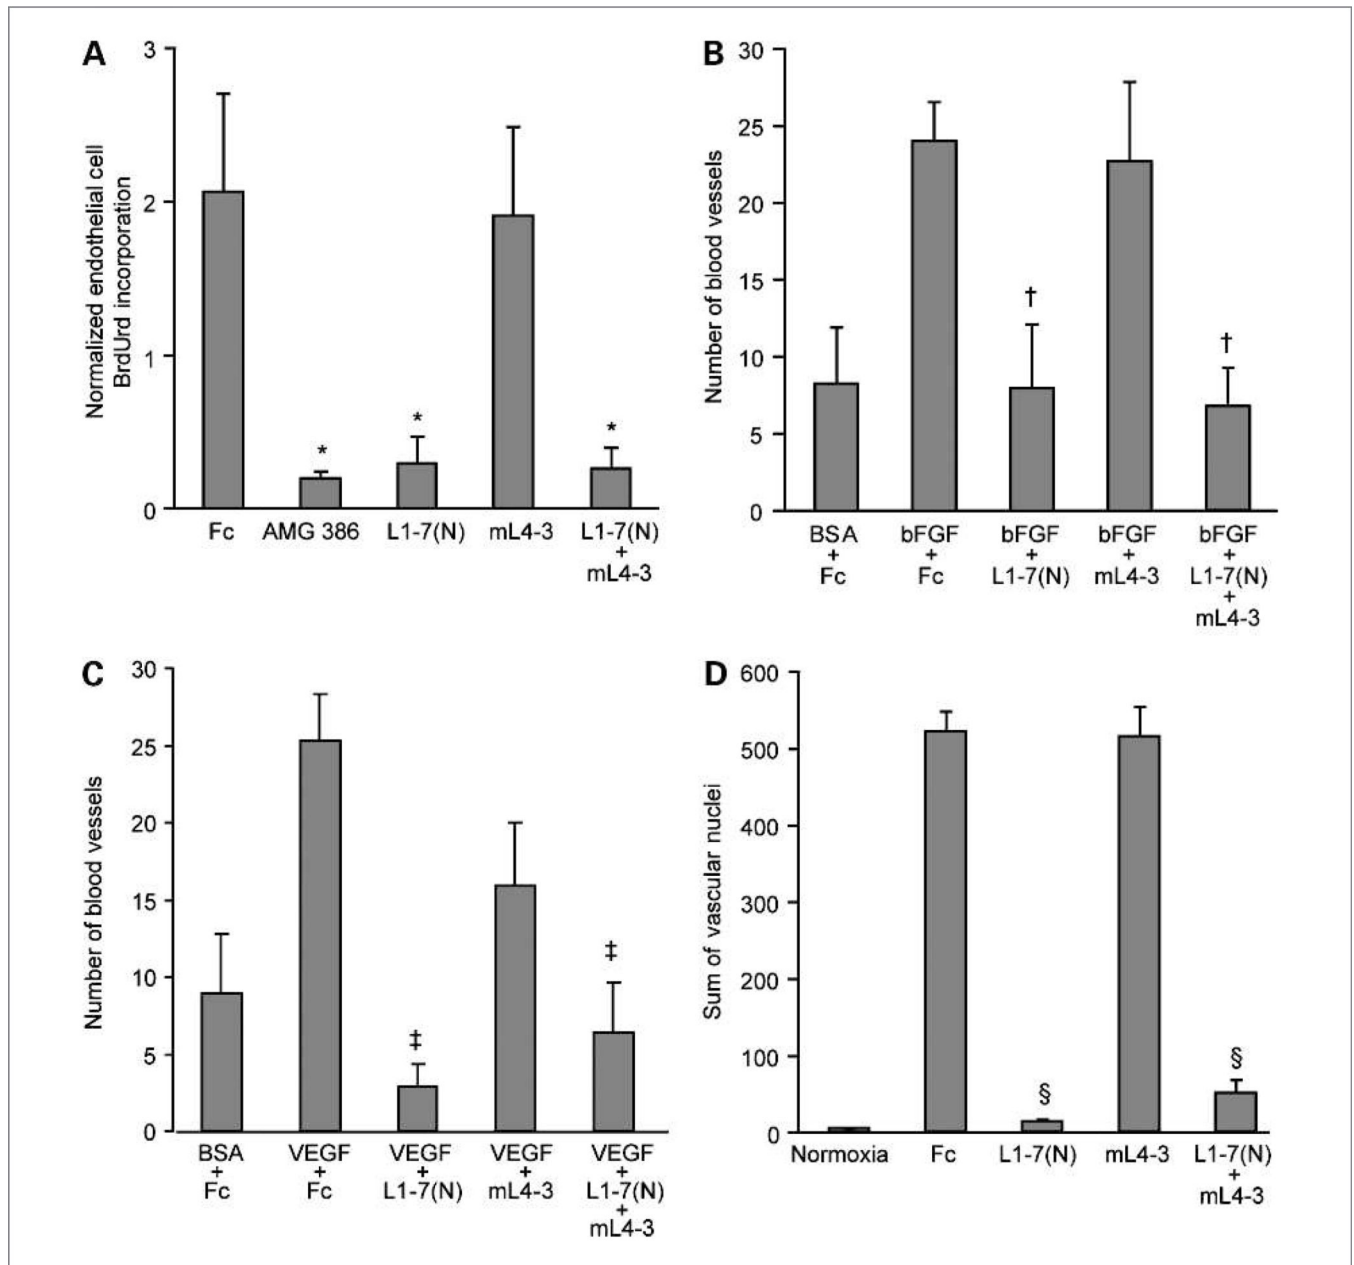 A
3
2
1
0
Normalized endothelial cell
BrdUrd incorporation
*
*
*
Fc
AMG 386
L1-7(N)
mL4-3
L1-7(N)
+
mL4-3
B
30
25
20
15
10
5
0
Number of blood vessels
†
†
BSA
+
Fc
bFGF
+
Fc
bFGF
+
L1-7(N)
bFGF
+
mL4-3
bFGF
+
L1-7(N)
+
mL4-3
C
30
25
20
15
10
5
0
Number of blood vessels
‡
‡
BSA
+
Fc
VEGF
+
Fc
VEGF
+
L1-7(N)
VEGF
+
mL4-3
VEGF
+
L1-7(N)
+
mL4-3
D
600
500
400
300
200
100
0
Sum of vascular nuclei
§
§
Normoxia
Fc
L1-7(N)
mL4-3
L1-7(N)
+
mL4-3